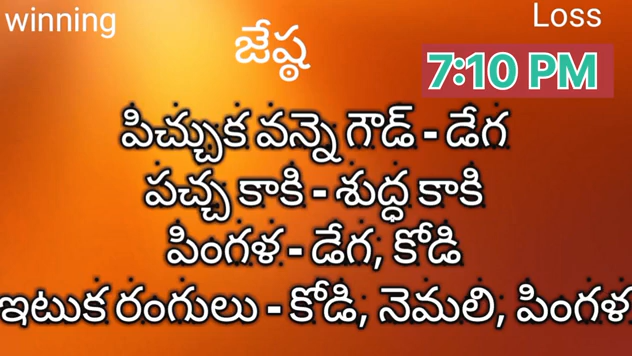 winning
Loss
జేష్ఠ
7:10 PM
పిచ్చుక వన్నె గౌడ్ - డేగ
పచ్చ కాకి - శుద్ధ కాకి
పింగళ - డేగ, కోడి
ఇటుక రంగులు - కోడి, నెమలి, పింగళ